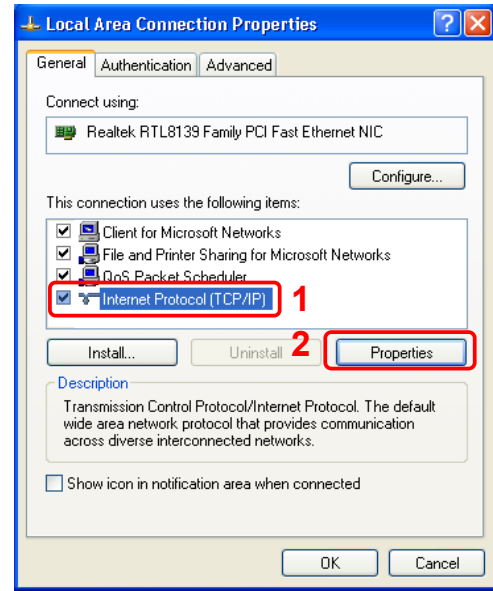 Local Area Connection Properties
General Authentication Advanced
Connect using:
Realtek RTL8139 Family PCI Fast Ethernet NIC
Configure...
This connection uses the following items:
Client for Microsoft Networks
File and Printer Sharing for Microsoft Networks
QoS Packet Scheduler
Internet Protocol (TCP/IP) 1
Install... Uninstall 2 Properties
Description
Transmission Control Protocol/Internet Protocol. The default
wide area network protocol that provides communication
across diverse interconnected networks.
Show icon in notification area when connected
OK Cancel